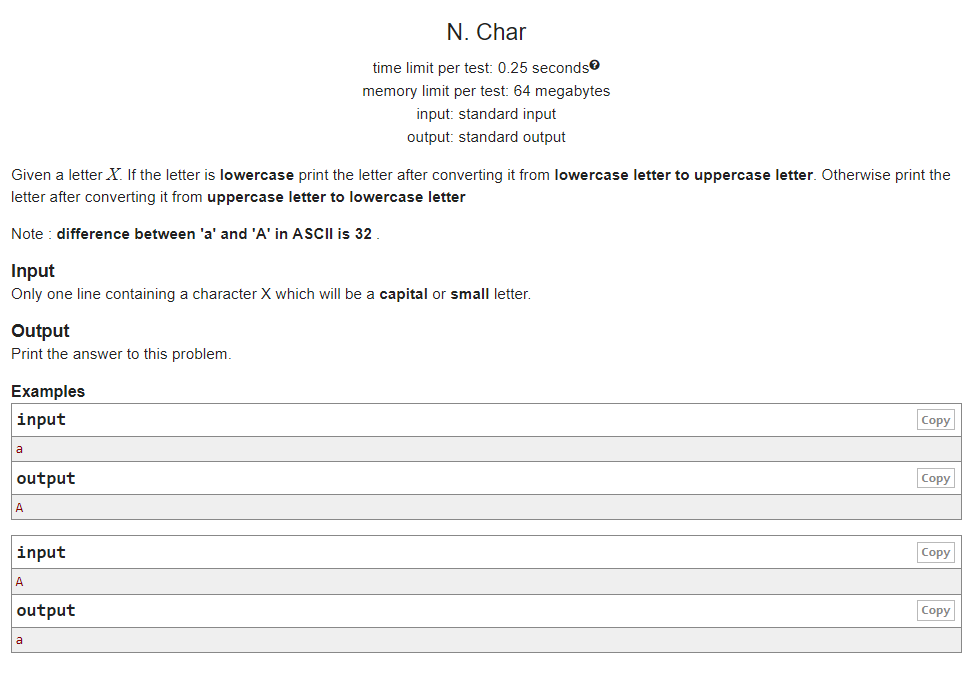 N. Char
time limit per test: 0.25 seconds?
memory limit per test: 64 megabytes
input: standard input
output: standard output
Given a letter X. If the letter is lowercase print the letter after converting it from lowercase letter to uppercase letter. Otherwise print the
letter after converting it from uppercase letter to lowercase letter
Note : difference between 'a' and 'A' in ASCII is 32 .
Input
Only one line containing a character X which will be a capital or small letter.
Output
Print the answer to this problem.
Examples
input Copy
a
output Copy
A
input Copy
A
output Copy
a